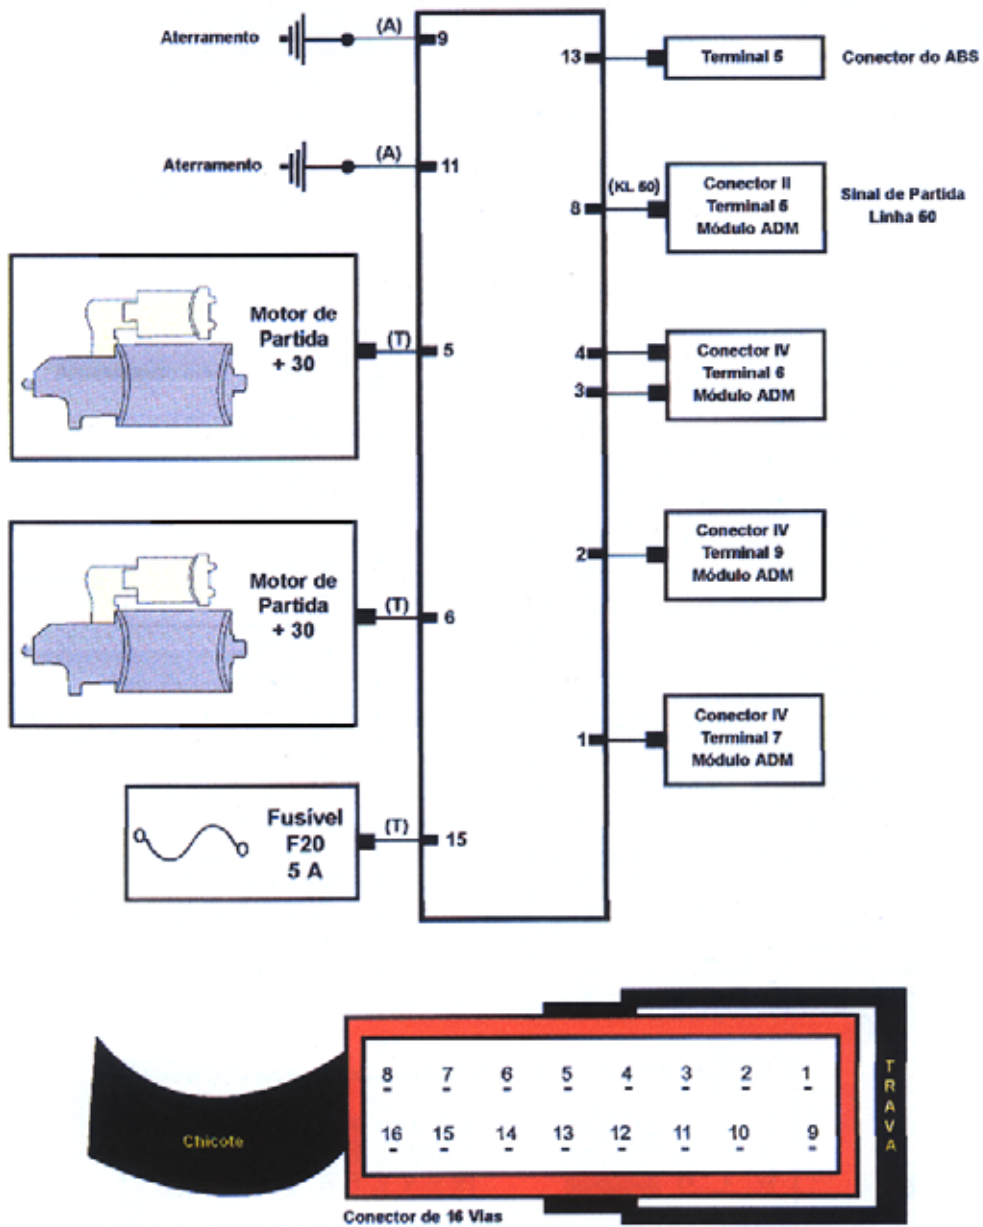 Aterramento (A) 9
13 Terminal 5 Conector do ABS
Aterramento (A) 11
8 (KL 50) Conector II
Terminal 5
Módulo ADM
Sinal de Partida
Linha 50
Motor de
Partida
+ 30
(T) 5
4
3
Conector IV
Terminal 6
Módulo ADM
Motor de
Partida
+ 30
(T) 6
2
Conector IV
Terminal 9
Módulo ADM
1
Conector IV
Terminal 7
Módulo ADM
Fusível
F20
5 A
(T) 15
8 7 6 5 4 3 2 1
16 15 14 13 12 11 10 9
Chicote
TRAVA
Conector de 16 Vias